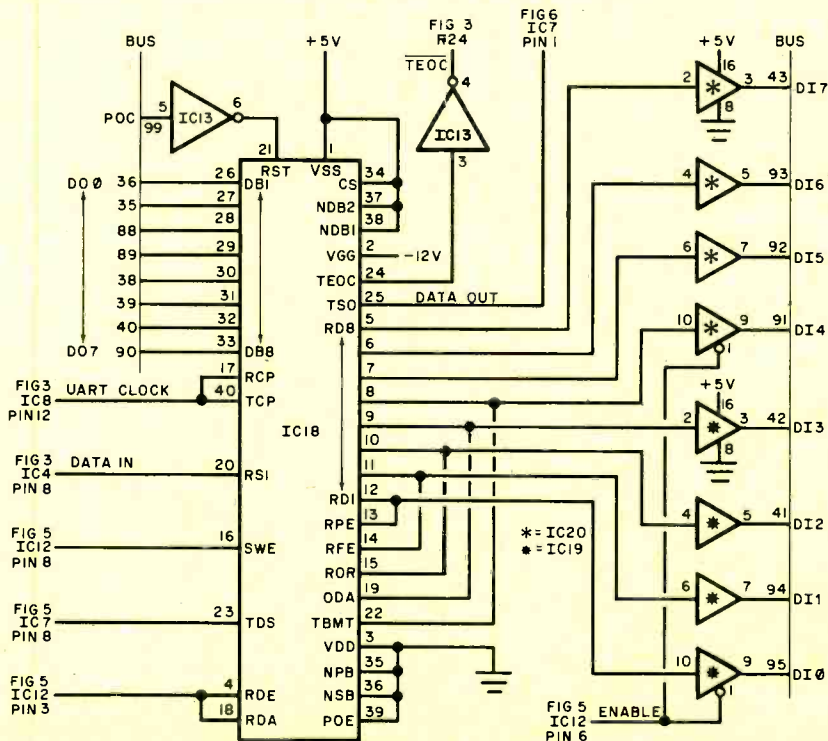 BUS
+5V
FIG 3
R24
TEOC
FIG 6
IC7
PIN 1
+5V
BUS
POC
5
99
IC13
6
4
IC13
3
2
*
16
8
3
43
DI7
21
RST
1
VSS
DO0
36
26
DB1
35
27
88
28
89
29
38
30
39
31
40
32
DO7
90
33
DB8
34
CS
37
NDB2
38
NDB1
2
VGG
-12V
24
TEOC
25
TSO
DATA OUT
5
RD8
6
7
8
9
10
11
12
RD1
13
RPE
14
RFE
15
ROR
19
ODA
22
TBMT
3
VDD
35
NPB
36
NSB
39
POE
4
*
5
93
DI6
6
*
7
92
DI5
10
*
9
91
DI4
1
+5V
16
2
✸
3
42
DI3
8
4
✸
5
41
DI2
* = IC20
✸ = IC19
6
✸
7
94
DI1
10
✸
9
95
DI0
1
FIG 3
IC8
PIN 12
UART CLOCK
17
RCP
40
TCP
IC18
FIG 3
IC4
PIN 8
DATA IN
20
RSI
FIG 5
IC12
PIN 8
16
SWE
FIG 5
IC7
PIN 8
23
TDS
FIG 5
IC12
PIN 3
4
RDE
18
RDA
FIG 5
IC12
PIN 6
ENABLE